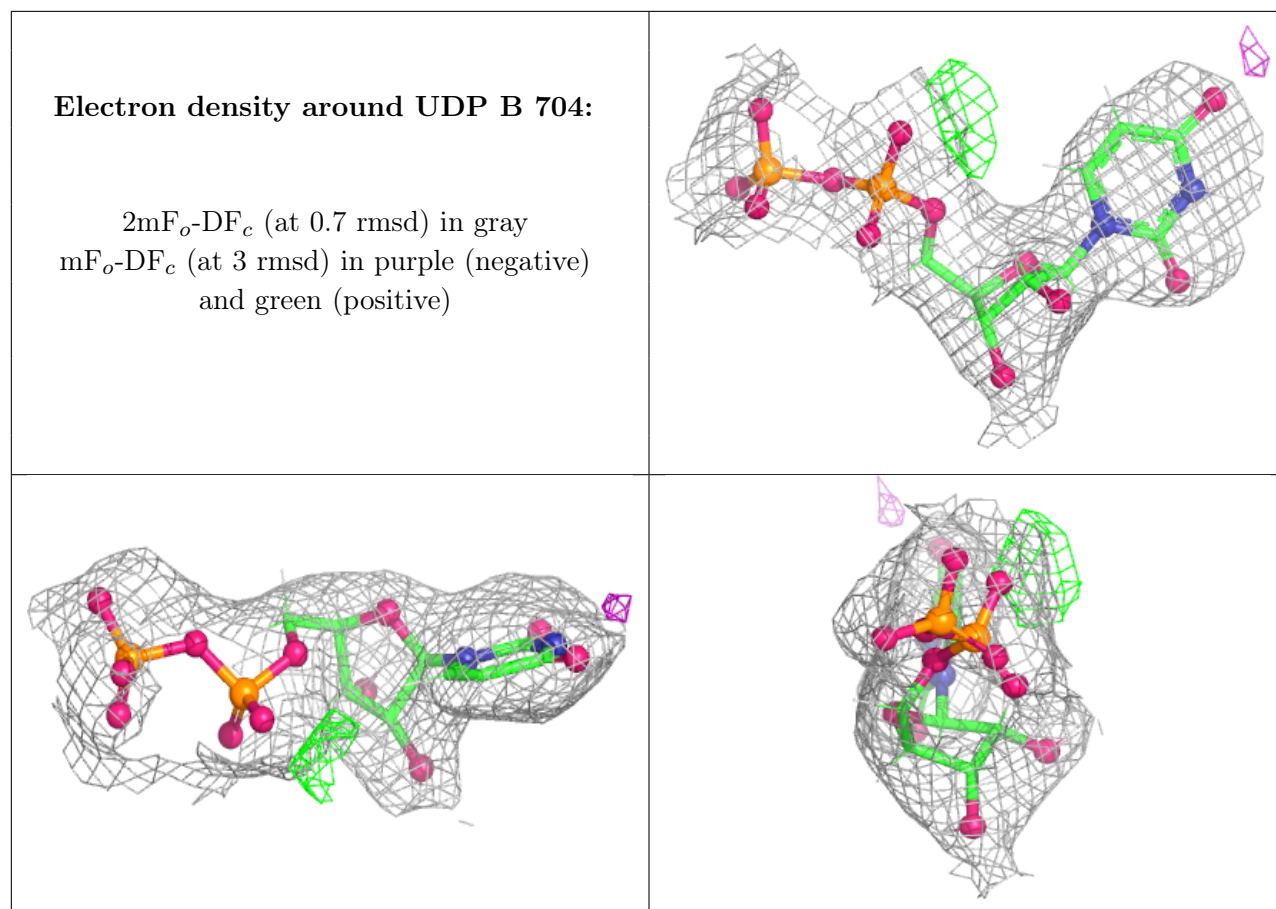 Electron density around UDP B 704:
2mFo-DFc (at 0.7 rmsd) in gray
mFo-DFc (at 3 rmsd) in purple (negative)
and green (positive)